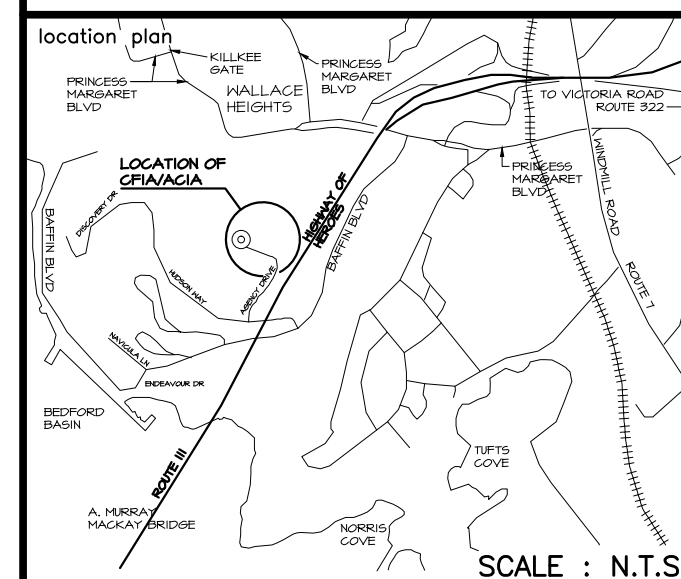 location plan
KILLKEE
GATE
PRINCESS
MARGARET
BLVD
WALLACE
HEIGHTS
PRINCESS
MARGARET
BLVD
TO VICTORIA ROAD
ROUTE 322
LOCATION OF
CFIA/ACIA
PRINCESS
MARGARET
BLVD
WINDMILL ROAD
ROUTE 7
HIGHWAY OF
HEROES
BAFFIN BLVD
BAFFIN BLVD
DISCOVERY DR
HUDSON WAY
AGENCY DRIVE
NAVICULA LN
ENDEAVOUR DR
BEDFORD
BASIN
ROUTE 111
A. MURRAY
MACKAY BRIDGE
TUFTS
COVE
NORRIS
COVE
SCALE : N.T.S